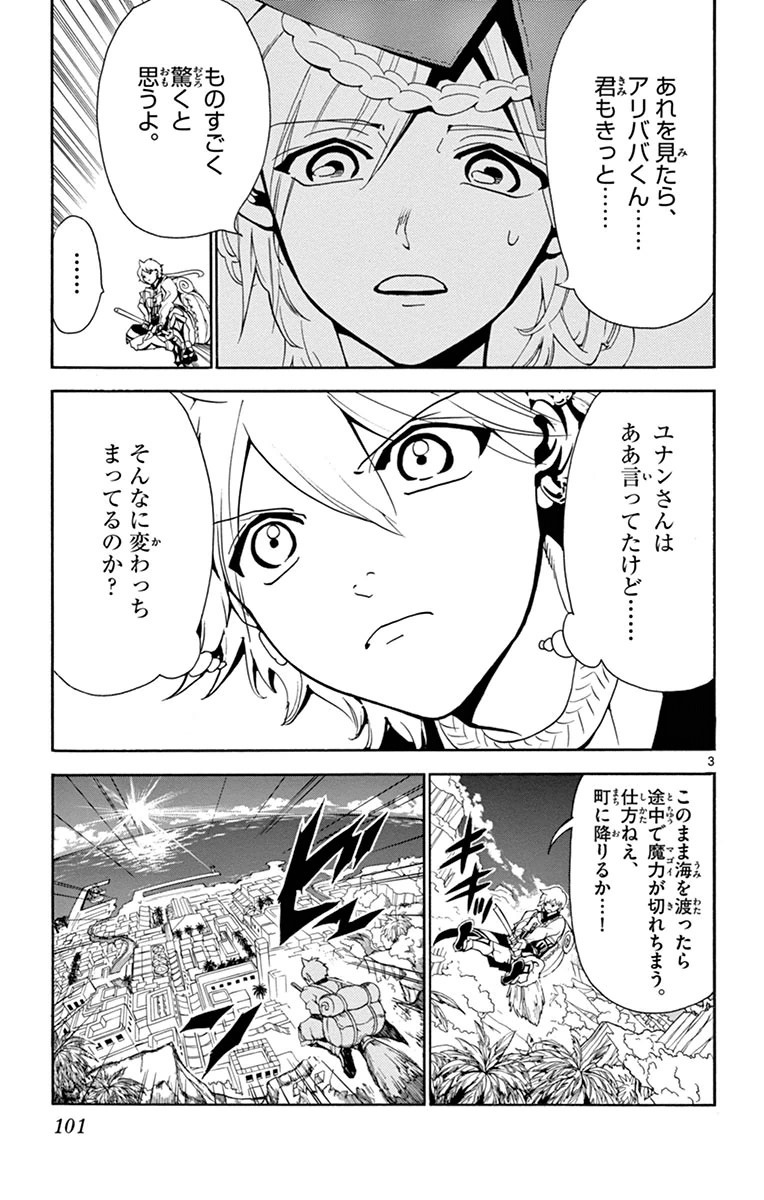 あれを見たら、
アリババくん……
君もきっと……
ものすごく
驚くと
思うよ。
……
ユナンさんは
ああ言ってたけど……
そんなに変わっち
まってるのか?
3
このまま海を渡ったら
途中で魔力が切れちまう。
仕方ねえ、
町に降りるか…!
キィィ
ビュン
101